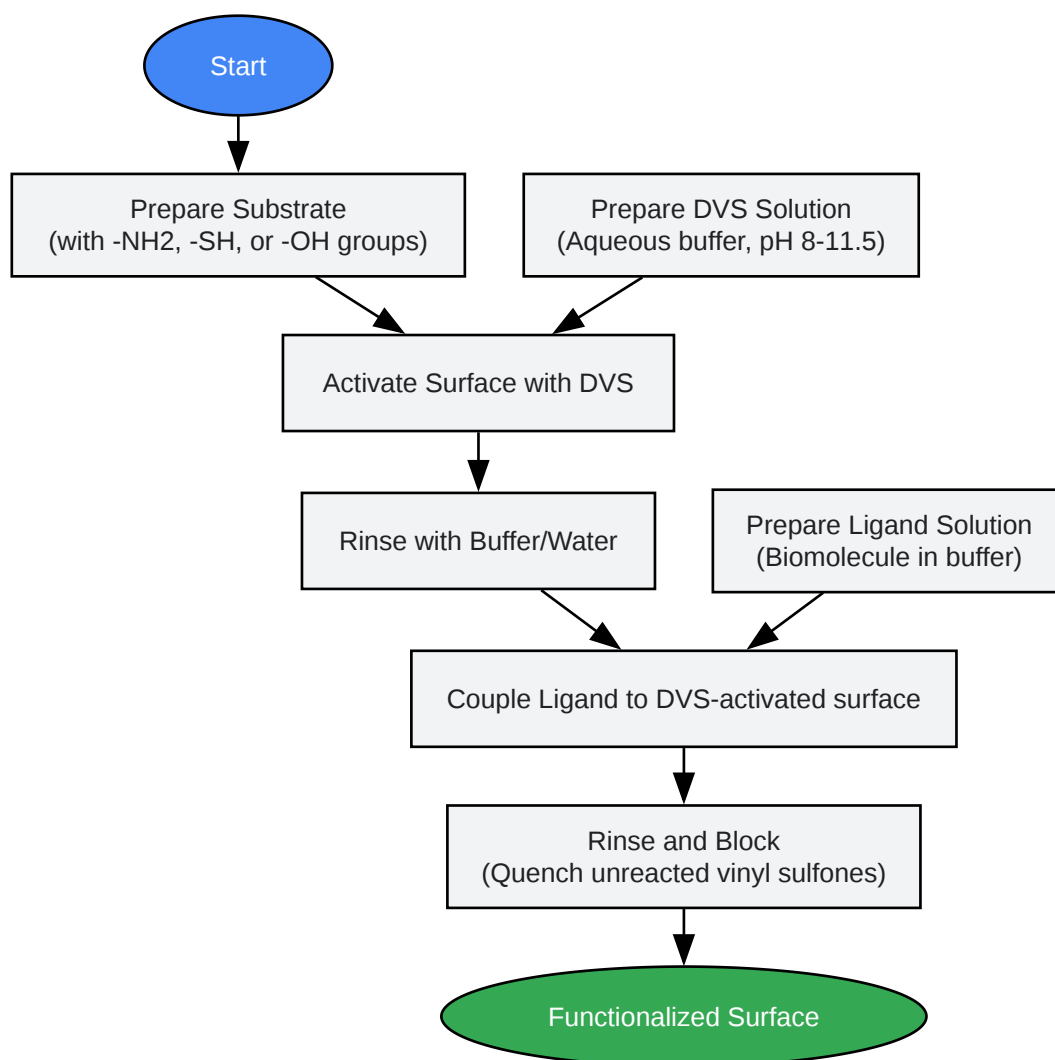 Start
Prepare Substrate
(with -NH2, -SH, or -OH groups)
Prepare DVS Solution
(Aqueous buffer, pH 8-11.5)
Activate Surface with DVS
Rinse with Buffer/Water
Prepare Ligand Solution
(Biomolecule in buffer)
Couple Ligand to DVS-activated surface
Rinse and Block
(Quench unreacted vinyl sulfones)
Functionalized Surface